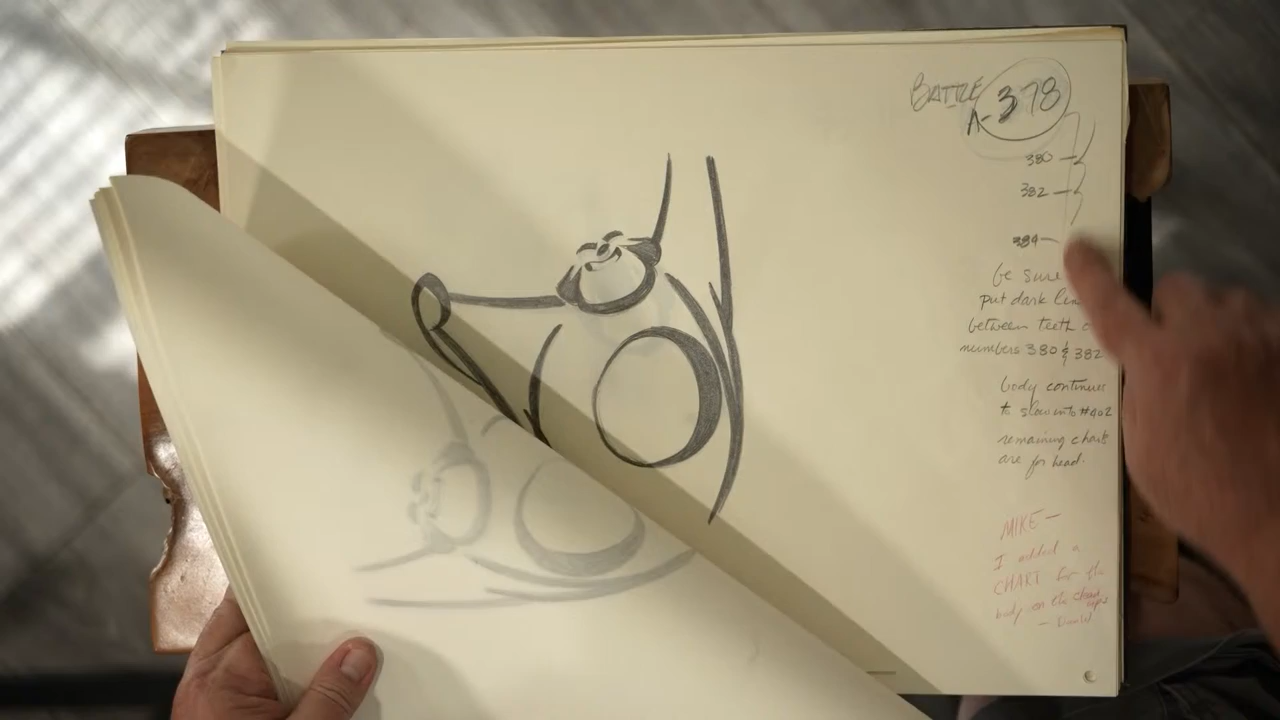 BATTLE
A-378
380
382
384
be sure
put dark
between teeth
numbers 380 & 382
body continues
to slow into #402
remaining charts
are for head.
MIKE —
I added a
CHART for the
body on the